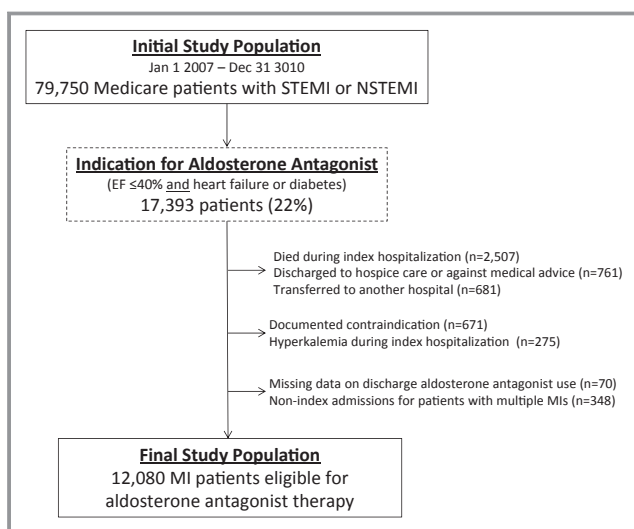 Initial Study Population
Jan 1 2007 – Dec 31 3010
79,750 Medicare patients with STEMI or NSTEMI
Indication for Aldosterone Antagonist
(EF ≤40% and heart failure or diabetes)
17,393 patients (22%)
Died during index hospitalization (n=2,507)
Discharged to hospice care or against medical advice (n=761)
Transferred to another hospital (n=681)
Documented contraindication (n=671)
Hyperkalemia during index hospitalization (n=275)
Missing data on discharge aldosterone antagonist use (n=70)
Non-index admissions for patients with multiple MIs (n=348)
Final Study Population
12,080 MI patients eligible for
aldosterone antagonist therapy